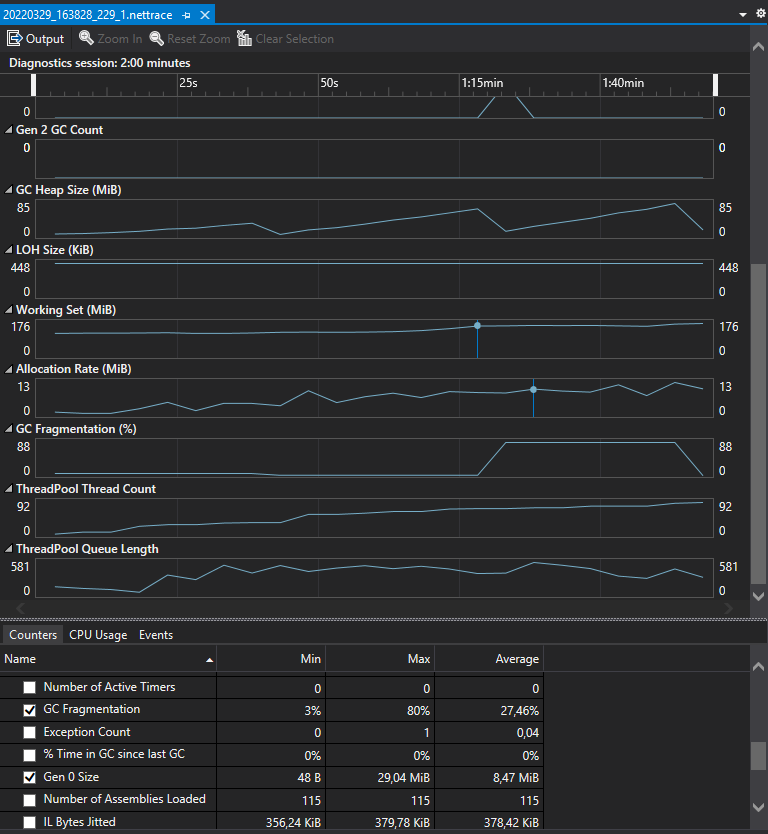 20220329_163828_229_1.nettrace
Output Zoom In Reset Zoom Clear Selection
Diagnostics session: 2:00 minutes
25s 50s 1:15min 1:40min
0 0
Gen 2 GC Count
0 0
GC Heap Size (MiB)
85 85
0 0
LOH Size (KiB)
448 448
0 0
Working Set (MiB)
176 176
0 0
Allocation Rate (MiB)
13 13
0 0
GC Fragmentation (%)
88 88
0 0
ThreadPool Thread Count
92 92
0 0
ThreadPool Queue Length
581 581
0 0
Counters CPU Usage Events
Name Min Max Average
Number of Active Timers 0 0 0
GC Fragmentation 3% 80% 27,46%
Exception Count 0 1 0,04
% Time in GC since last GC 0% 0% 0%
Gen 0 Size 48 B 29,04 MiB 8,47 MiB
Number of Assemblies Loaded 115 115 115
IL Bytes Jitted 356,24 KiB 379,78 KiB 378,42 KiB